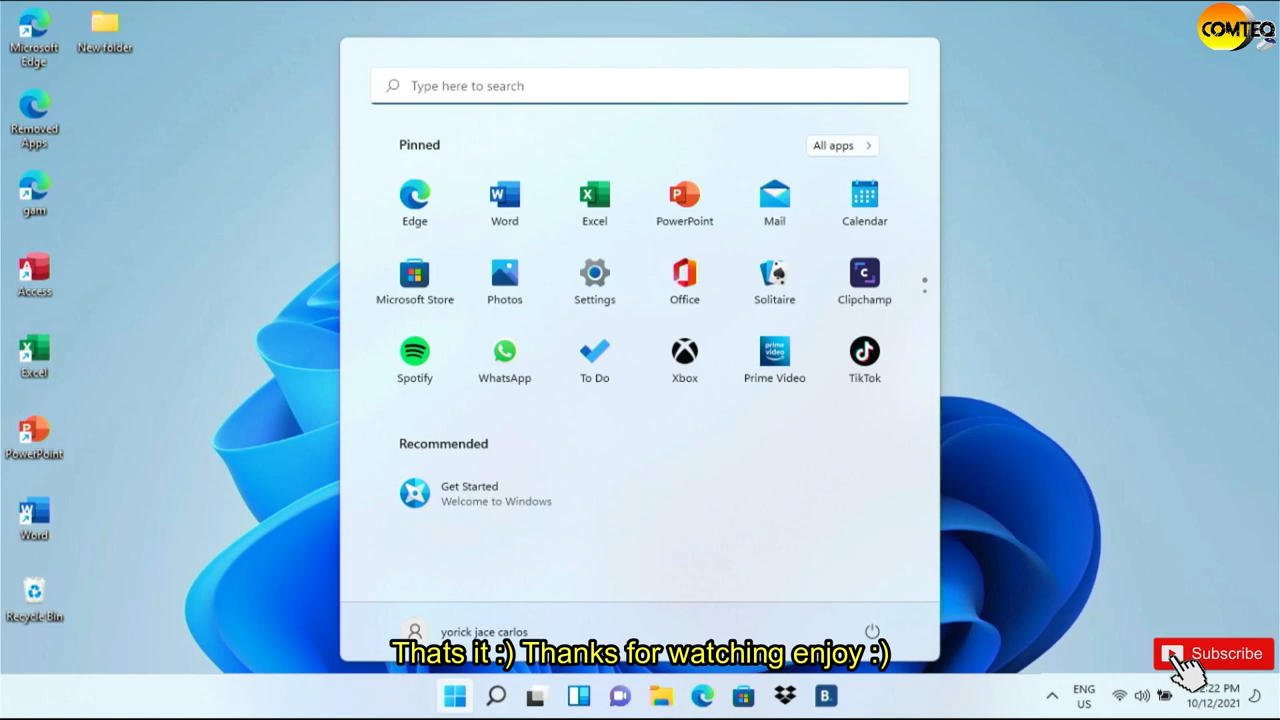 Microsoft
Edge
New folder
COMTEQ
Removed
Apps
gam
Access
Excel
PowerPoint
Word
Recycle Bin
Type here to search
Pinned
All apps
Edge
Word
Excel
PowerPoint
Mail
Calendar
Microsoft Store
Photos
Settings
Office
Solitaire
Clipchamp
prime
video
Spotify
WhatsApp
To Do
Xbox
Prime Video
TikTok
Recommended
Get Started
Welcome to Windows
yorick jace carlos
Thats it :) Thanks for watching enjoy :)
Subscribe
B.
ENG
US
:22 PM
10/12/2021